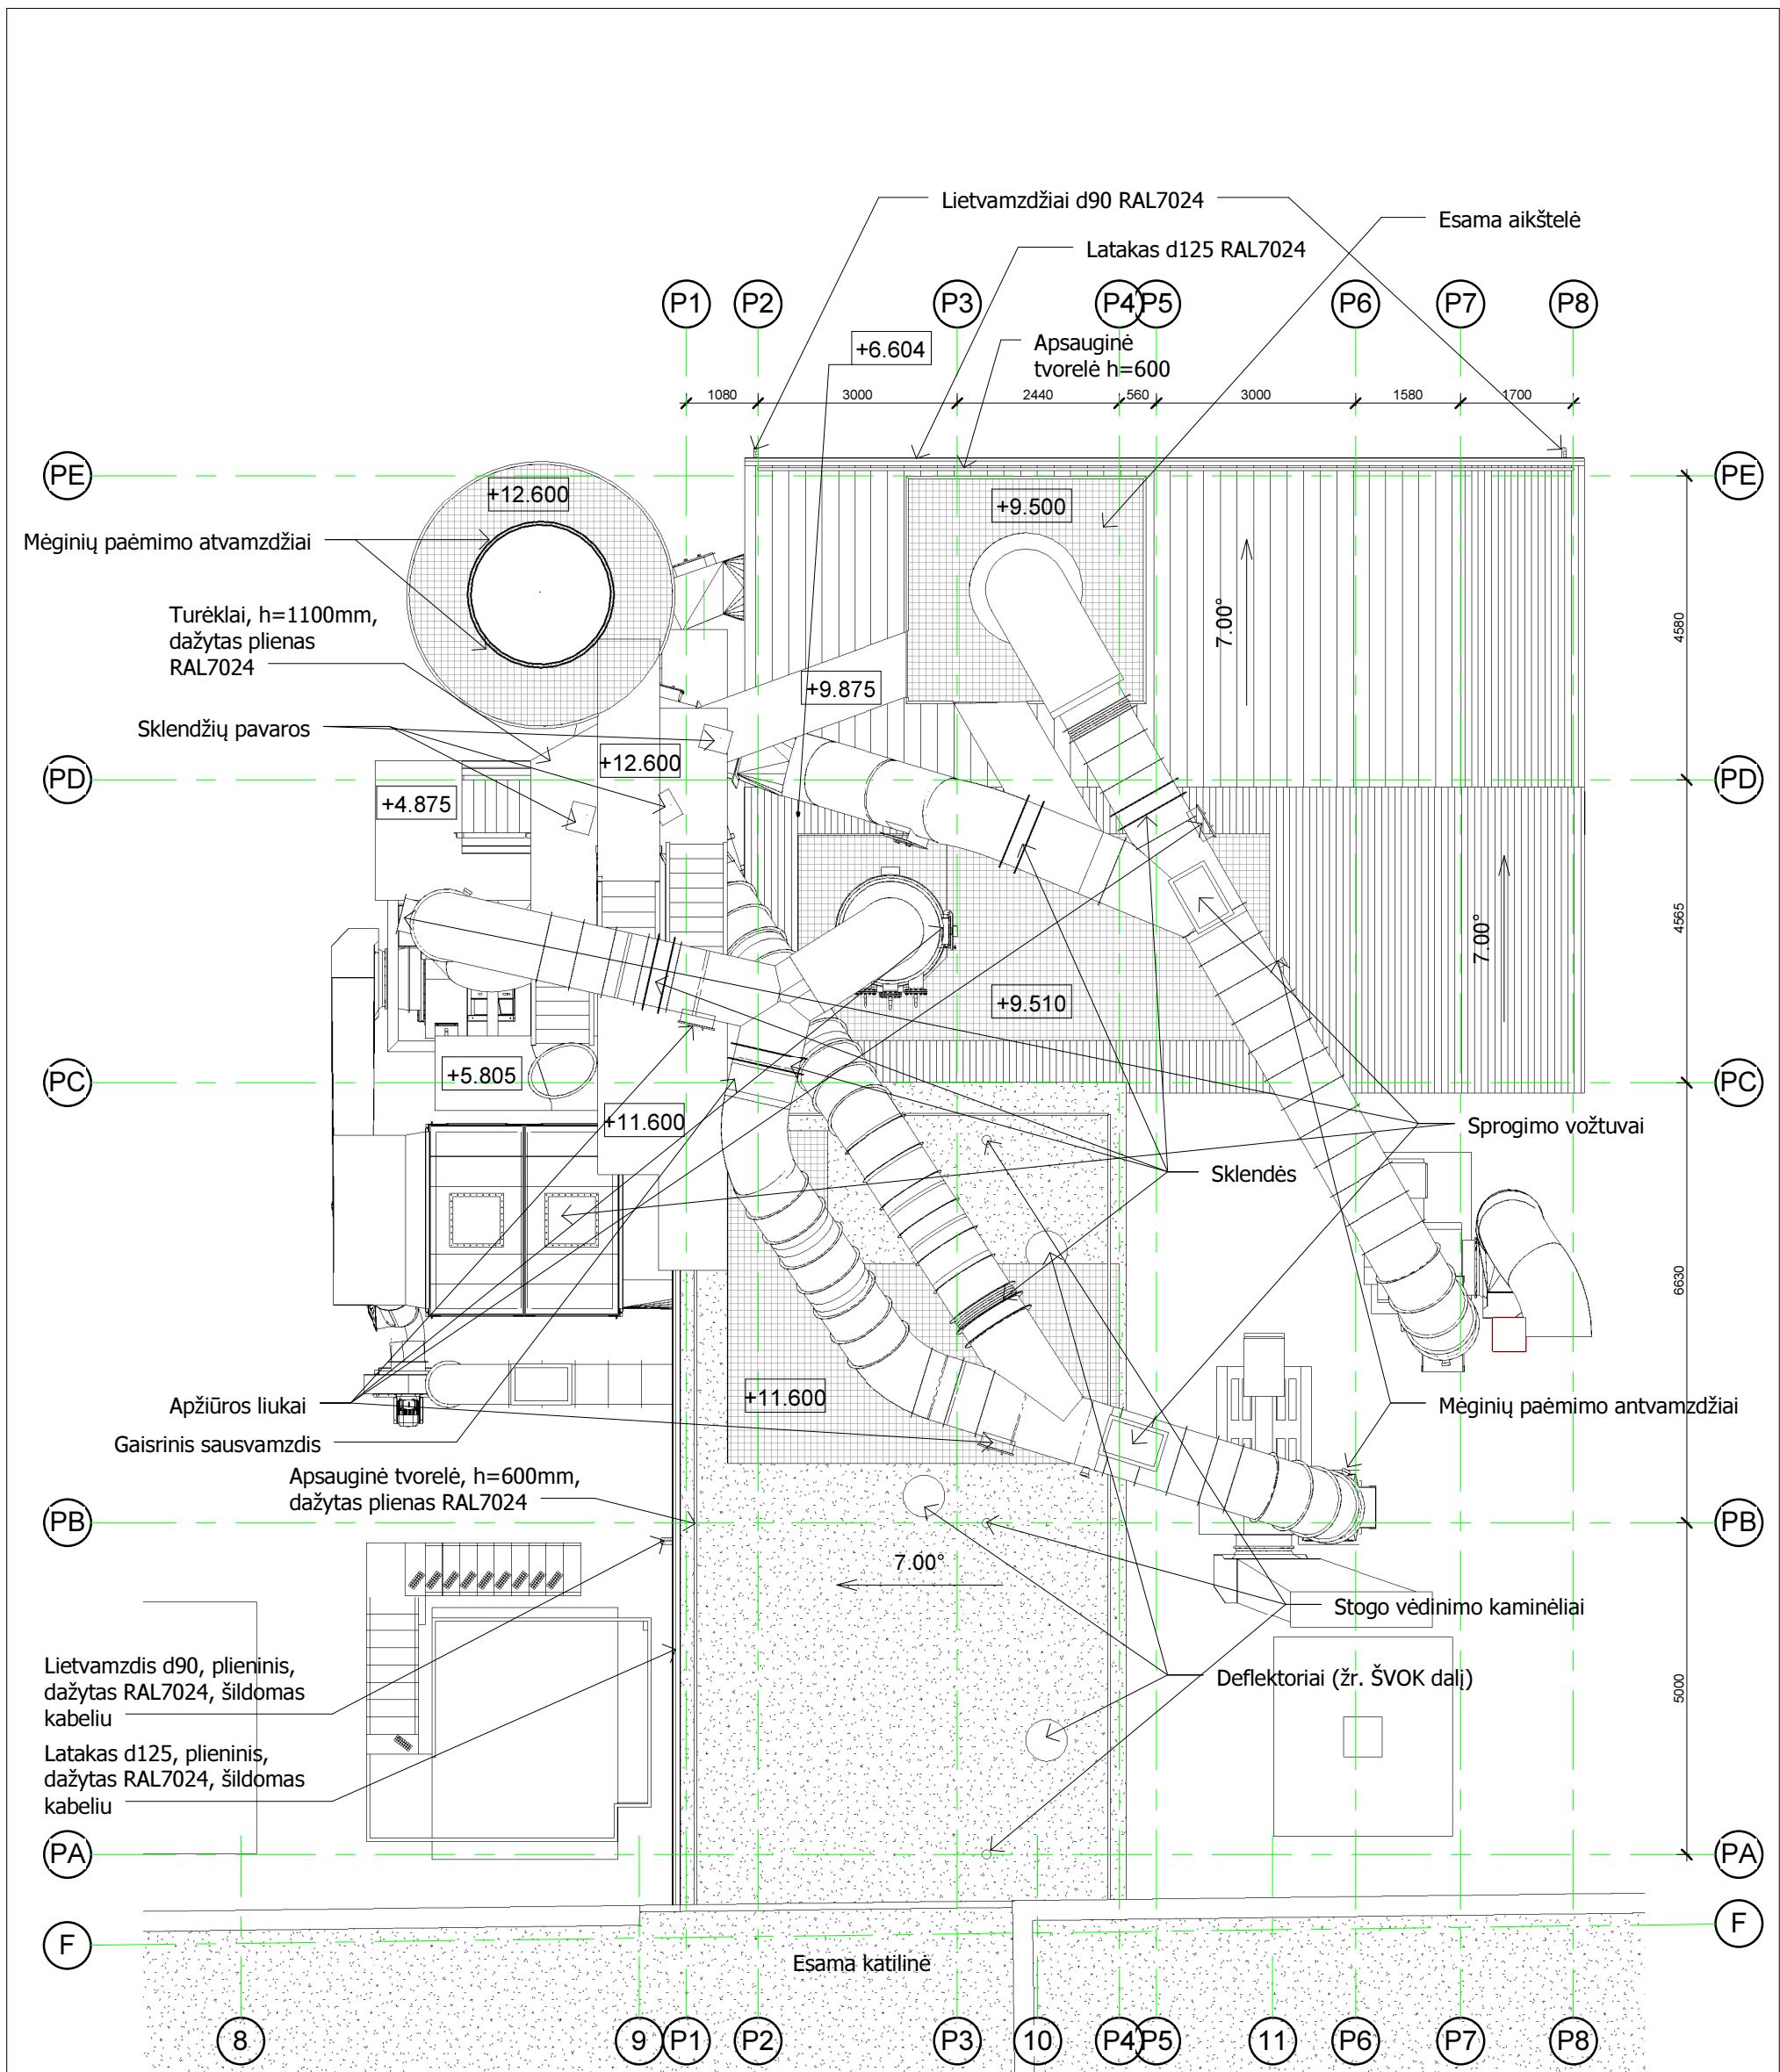 Lietvamzdžiai d90 RAL7024
Esama aikštelė
Latakas d125 RAL7024
P1
P2
P3
P4
P5
P6
P7
P8
+6.604
Apsauginė
tvorelė h=600
1080
3000
2440
560
3000
1580
1700
PE
PE
+12.600
+9.500
Mėginių paėmimo atvamzdžiai
Turėklai, h=1100mm,
dažytas plienas
RAL7024
7.00°
4580
+9.875
Sklendžių pavaros
+12.600
PD
PD
+4.875
4565
7.00°
+9.510
PC
+5.805
PC
+11.600
Sprogimo vožtuvai
Sklendės
6630
+11.600
Apžiūros liukai
Mėginių paėmimo antvamzdžiai
Gaisrinis sausvamzdis
Apsauginė tvorelė, h=600mm,
dažytas plienas RAL7024
PB
PB
7.00°
Stogo vėdinimo kaminėliai
Lietvamzdis d90, plieninis,
dažytas RAL7024, šildomas
kabeliu
Deflektoriai (žr. ŠVOK dalį)
5000
Latakas d125, plieninis,
dažytas RAL7024, šildomas
kabeliu
PA
PA
F
F
Esama katilinė
8
9
P1
P2
P3
10
P4
P5
11
P6
P7
P8